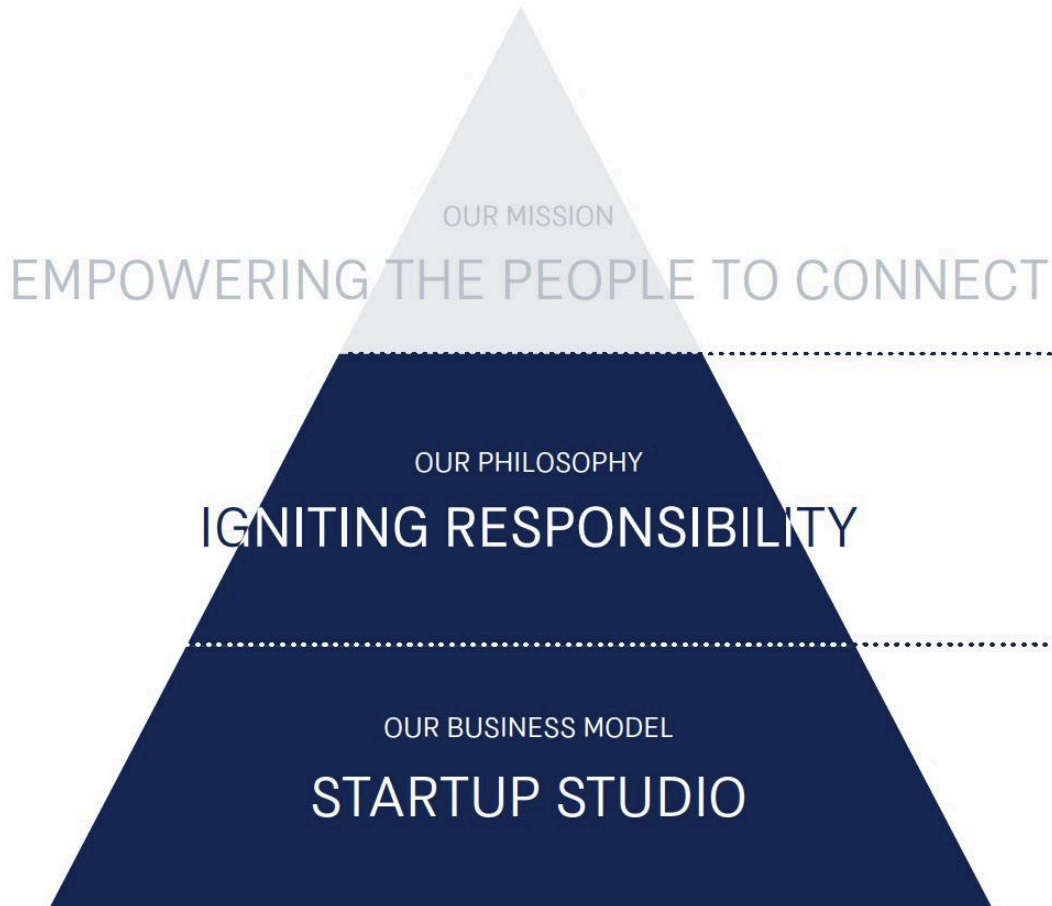 OUR MISSION
EMPOWERING THE PEOPLE TO CONNECT
OUR PHILOSOPHY
IGNITING RESPONSIBILITY
OUR BUSINESS MODEL
STARTUP STUDIO